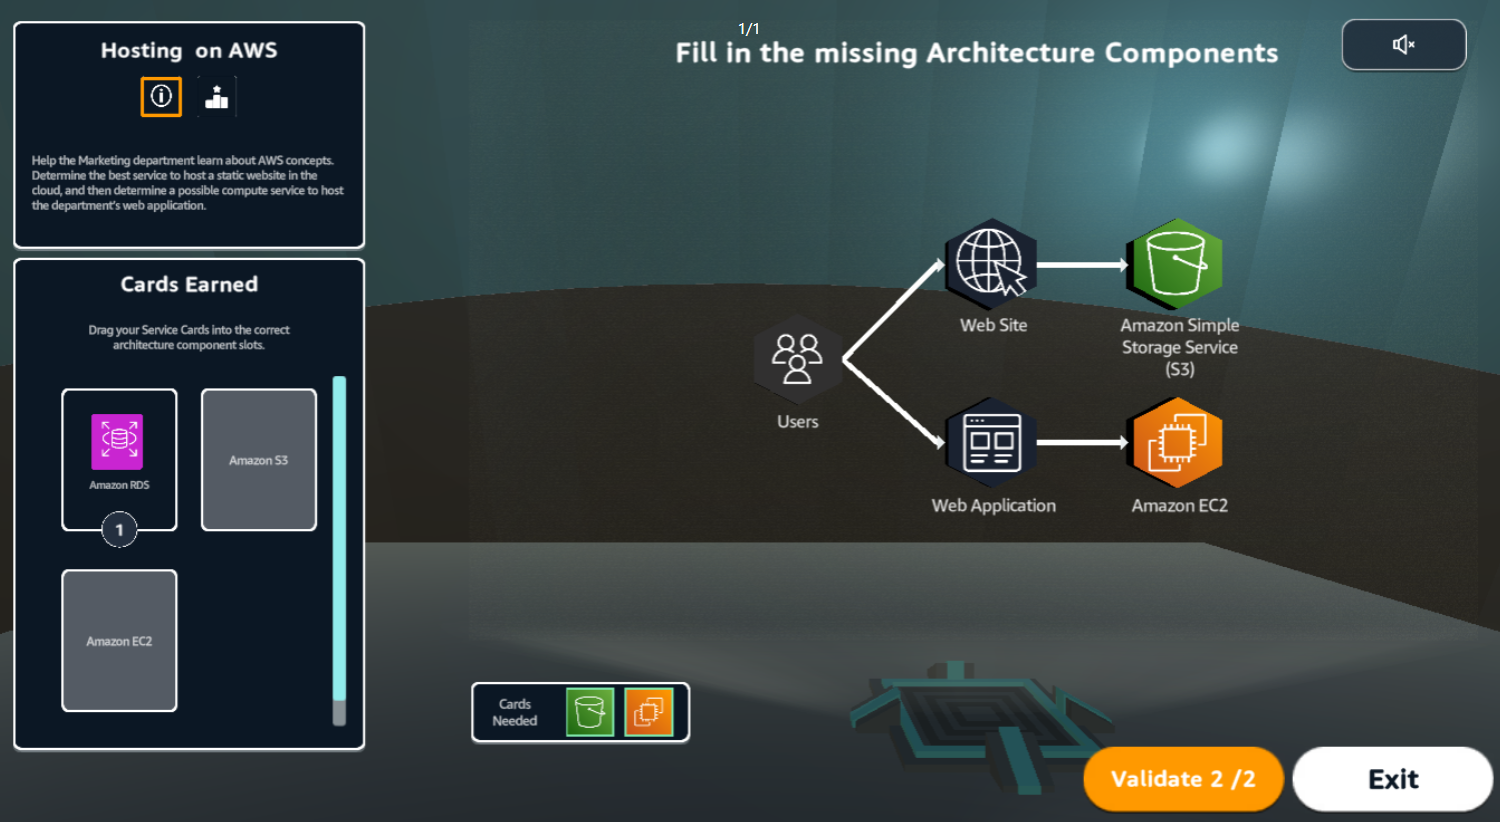 1/1
Fill in the missing Architecture Components
Hosting on AWS
Help the Marketing department learn about AWS concepts.
Determine the best service to host a static website in the
cloud, and then determine a possible compute service to host
the department's web application.
Cards Earned
Drag your Service Cards into the correct
architecture component slots.
Amazon RDS
1
Amazon S3
Amazon EC2
Users
Web Site
Amazon Simple
Storage Service
(S3)
Web Application
Amazon EC2
Cards
Needed
Validate 2 /2
Exit